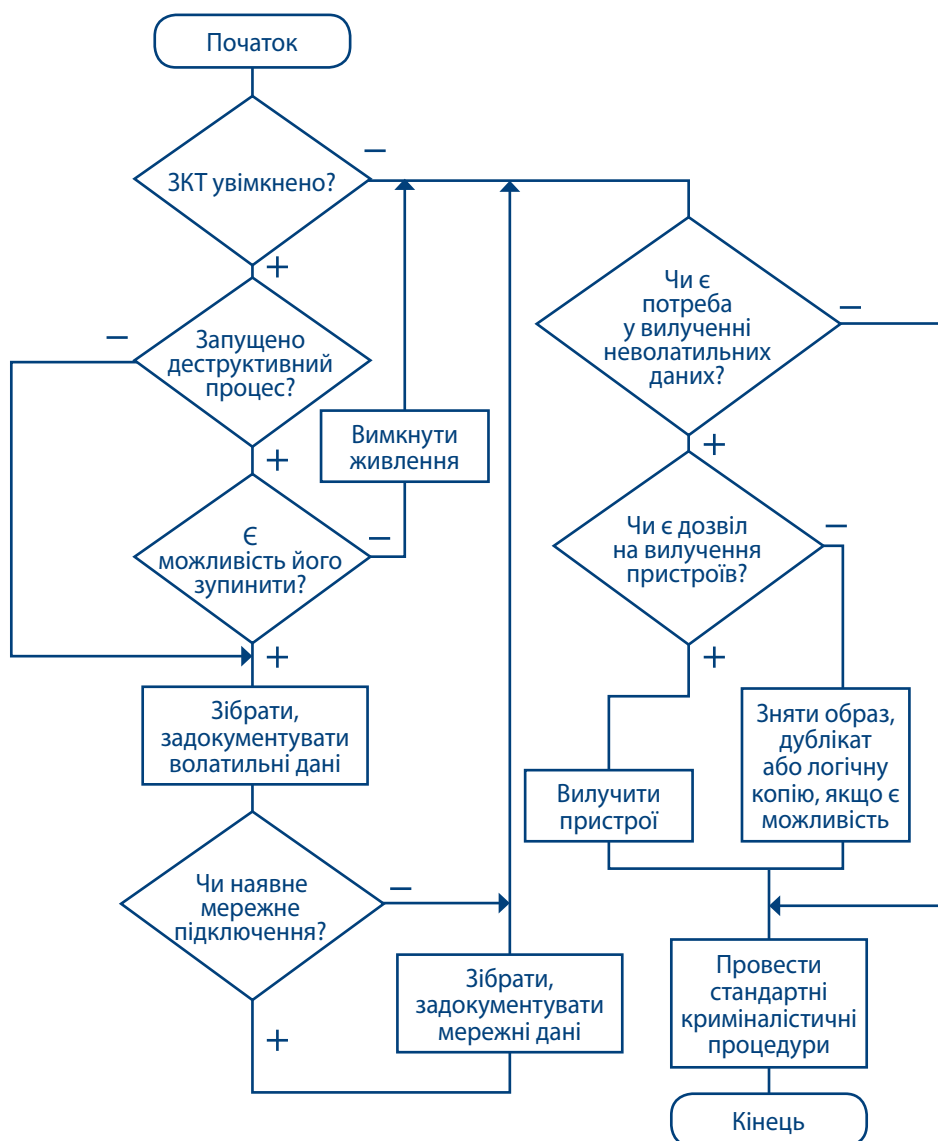 Початок
ЗКТ увімкнено?
−
+
Запущено
деструктивний
процес?
−
+
Є
можливість його
зупинити?
−
+
Вимкнути
живлення
Зібрати,
задокументувати
волатильні дані
Чи наявне
мережне
підключення?
−
+
Зібрати,
задокументувати
мережні дані
Чи є
потреба
у вилученні
неволатильних
даних?
−
+
Чи є дозвіл
на вилучення
пристроїв?
−
+
Вилучити
пристрої
Зняти образ,
дублікат
або логічну
копію, якщо є
можливість
Провести
стандартні
криміналістичні
процедури
Кінець